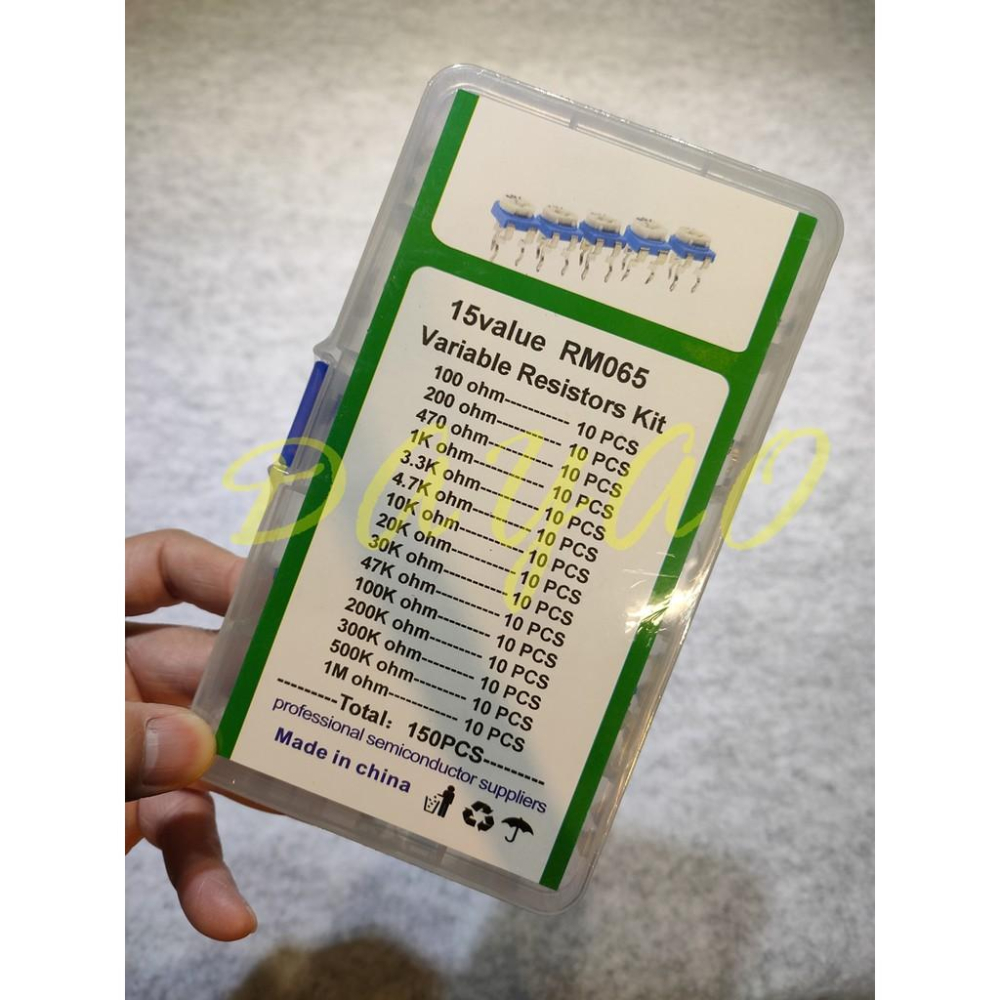 15value RM065
Variable Resistors Kit
100 ohm----------- 10 PCS
200 ohm----------- 10 PCS
470 ohm----------- 10 PCS
1K ohm------------ 10 PCS
3.3K ohm---------- 10 PCS
4.7K ohm---------- 10 PCS
10K ohm----------- 10 PCS
20K ohm----------- 10 PCS
30K ohm----------- 10 PCS
47K ohm----------- 10 PCS
100K ohm---------- 10 PCS
200K ohm---------- 10 PCS
300K ohm---------- 10 PCS
500K ohm---------- 10 PCS
1M ohm------------ 10 PCS
---------Total: 150PCS---------
professional semiconductor suppliers
Made in china
DAYAO